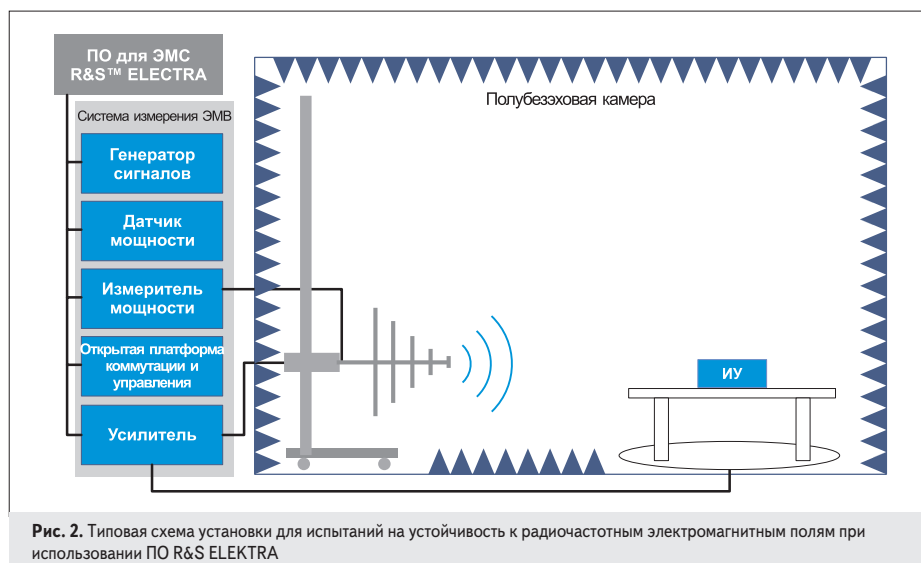 ПО для ЭМС
R&S™ ELECTRA
Система измерения ЭМВ
Генератор
сигналов
Датчик
мощности
Измеритель
мощности
Открытая платформа
коммутации и
управления
Усилитель
Полубезэховая камера
ИУ
Рис. 2. Типовая схема установки для испытаний на устойчивость к радиочастотным электромагнитным полям при
использовании ПО R&S ELEKTRA